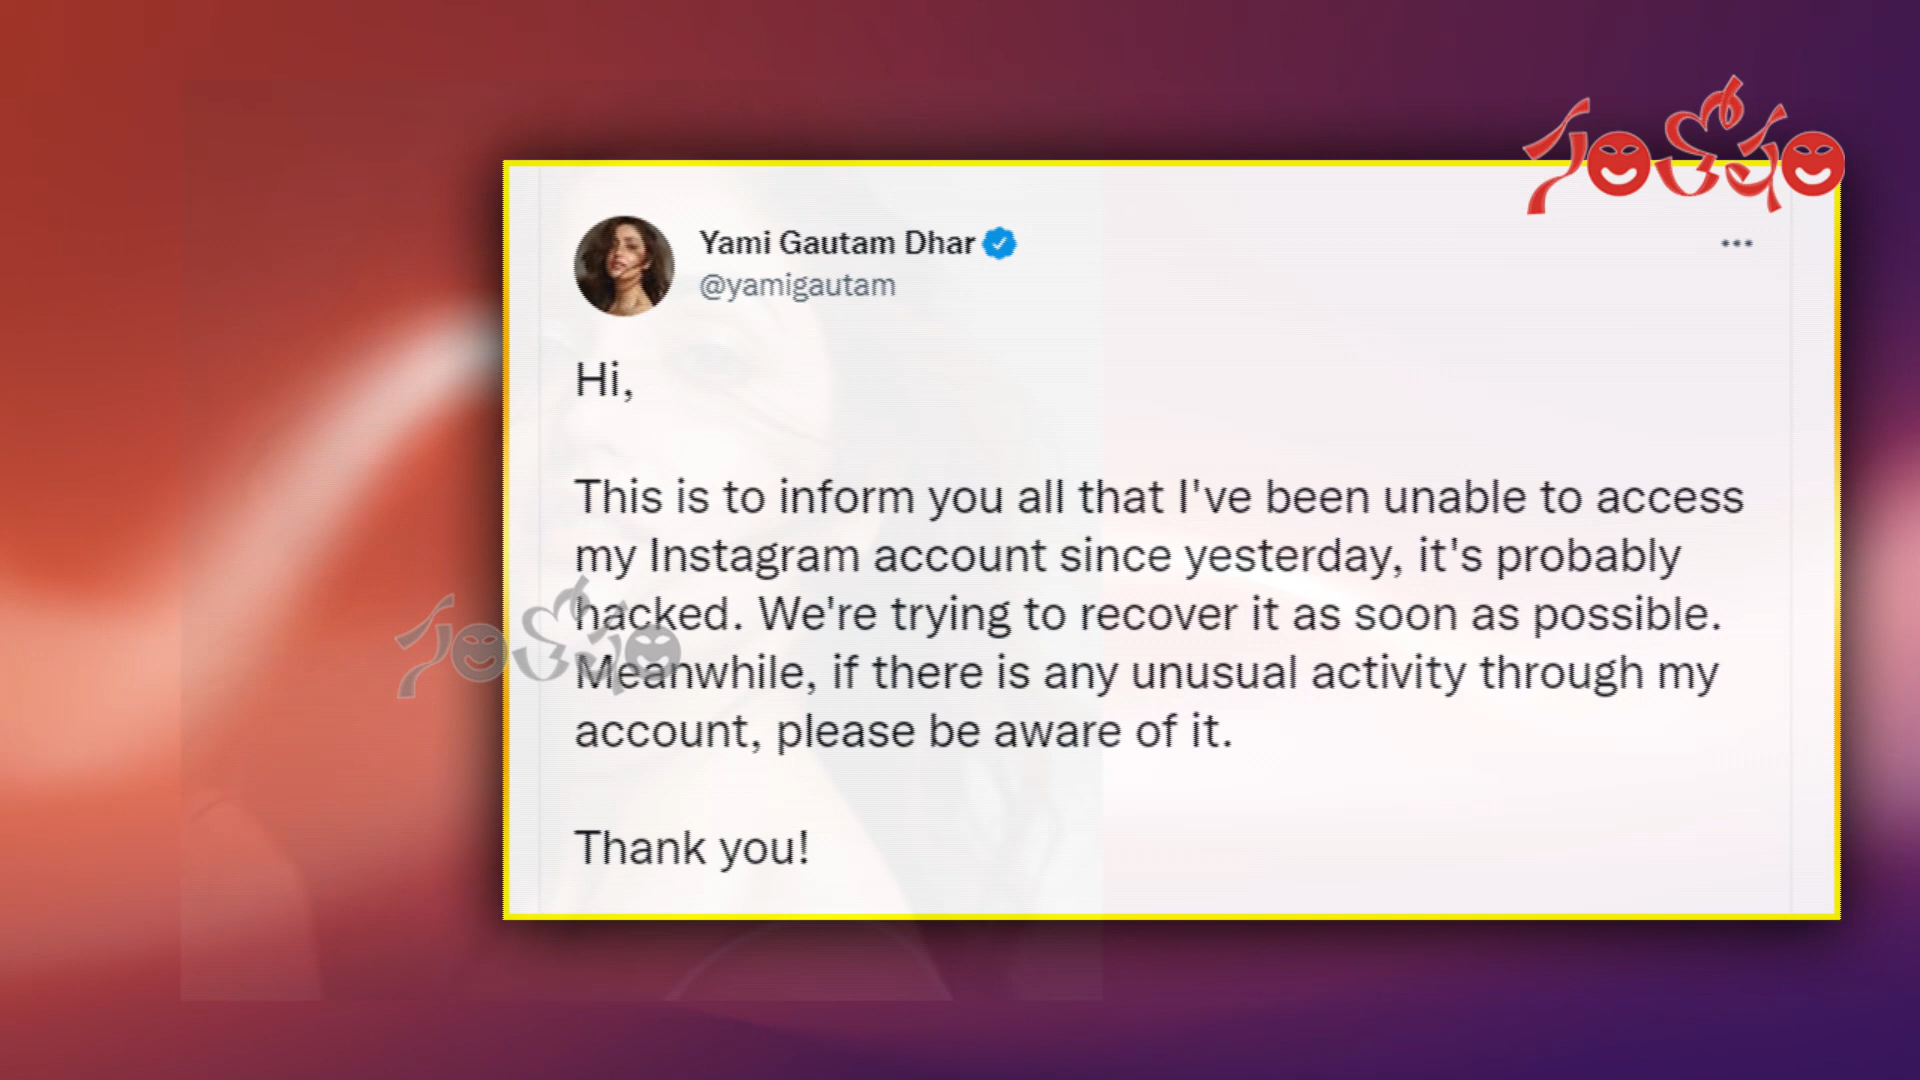 Yami Gautam Dhar
@yamigautam
Hi,
This is to inform you all that I've been unable to access
my Instagram account since yesterday, it's probably
hacked. We're trying to recover it as soon as possible.
Meanwhile, if there is any unusual activity through my
account, please be aware of it.
Thank you!